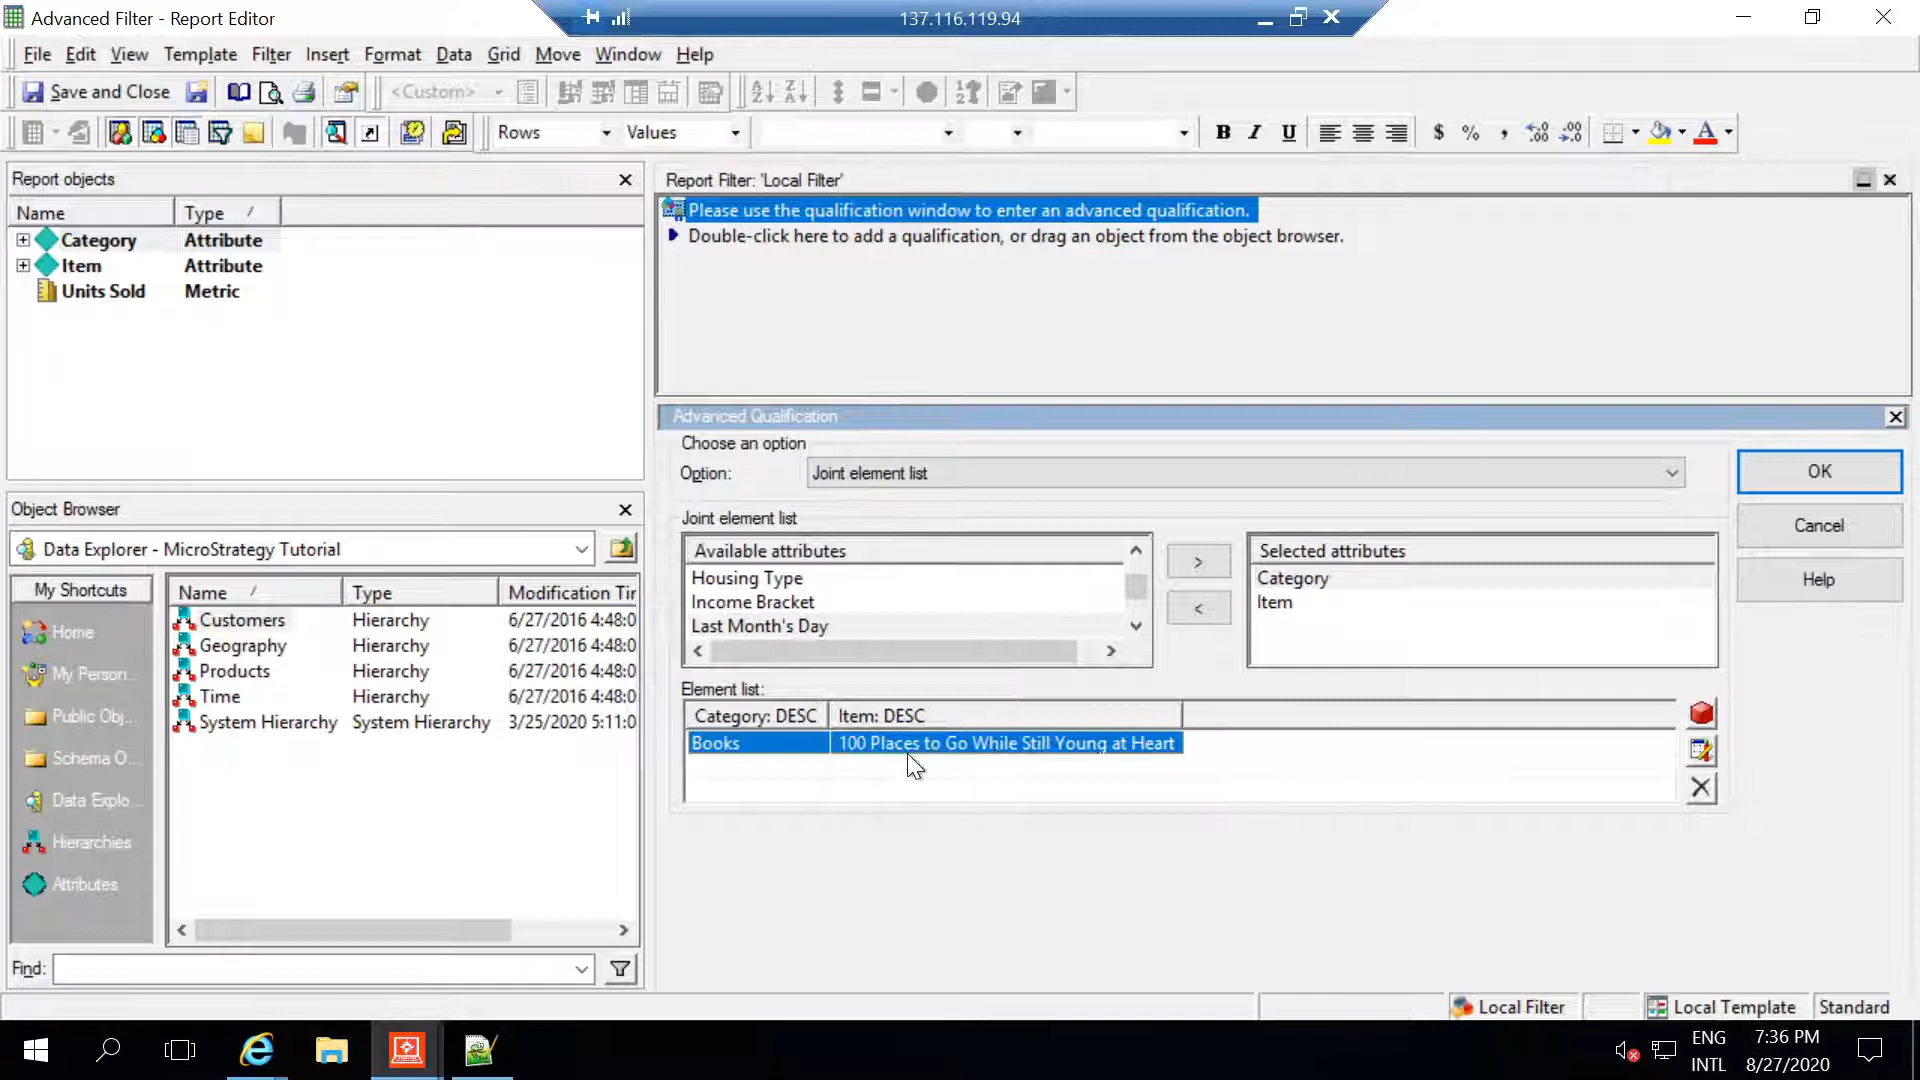 Advanced Filter - Report Editor
137.116.119.94
File Edit View Template Filter Insert Format Data Grid Move Window Help
Save and Close
<Custom>
Rows
Values
B I U $ %
Report objects
Name Type
Category Attribute
Item Attribute
Units Sold Metric
Report Filter: 'Local Filter'
Please use the qualification window to enter an advanced qualification.
Double-click here to add a qualification, or drag an object from the object browser.
Advanced Qualification
Choose an option
Option: Joint element list
OK
Cancel
Help
Joint element list
Available attributes
Housing Type
Income Bracket
Last Month's Day
>
<
Selected attributes
Category
Item
Element list:
Category: DESC Item: DESC
Books 100 Places to Go While Still Young at Heart
Object Browser
Data Explorer - MicroStrategy Tutorial
My Shortcuts
Home
My Person...
Public Obj...
Schema O...
Data Explo...
Hierarchies
Attributes
Name Type Modification Tir
Customers Hierarchy 6/27/2016 4:48:0
Geography Hierarchy 6/27/2016 4:48:0
Products Hierarchy 6/27/2016 4:48:0
Time Hierarchy 6/27/2016 4:48:0
System Hierarchy System Hierarchy 3/25/2020 5:11:0
Find:
Local Filter
Local Template
Standard
ENG
INTL
7:36 PM
8/27/2020